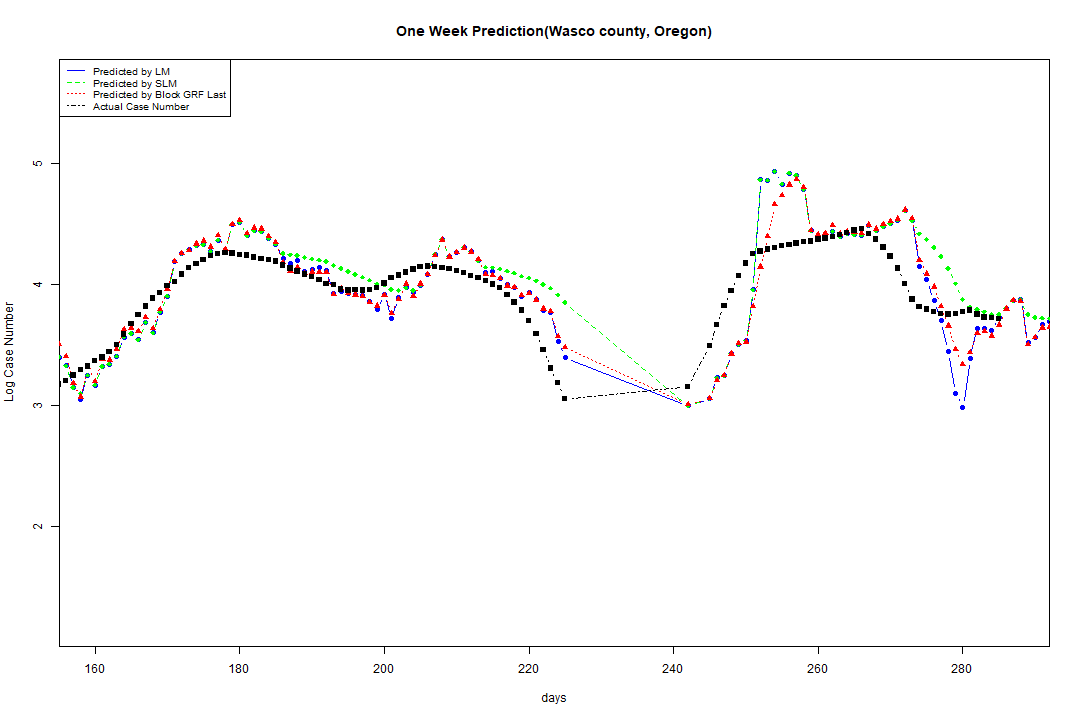 One Week Prediction(Wasco county, Oregon)
Predicted by LM
Predicted by SLM
Predicted by Block GRF Last
Actual Case Number
5
4
3
2
Log Case Number
160 180 200 220 240 260 280
days